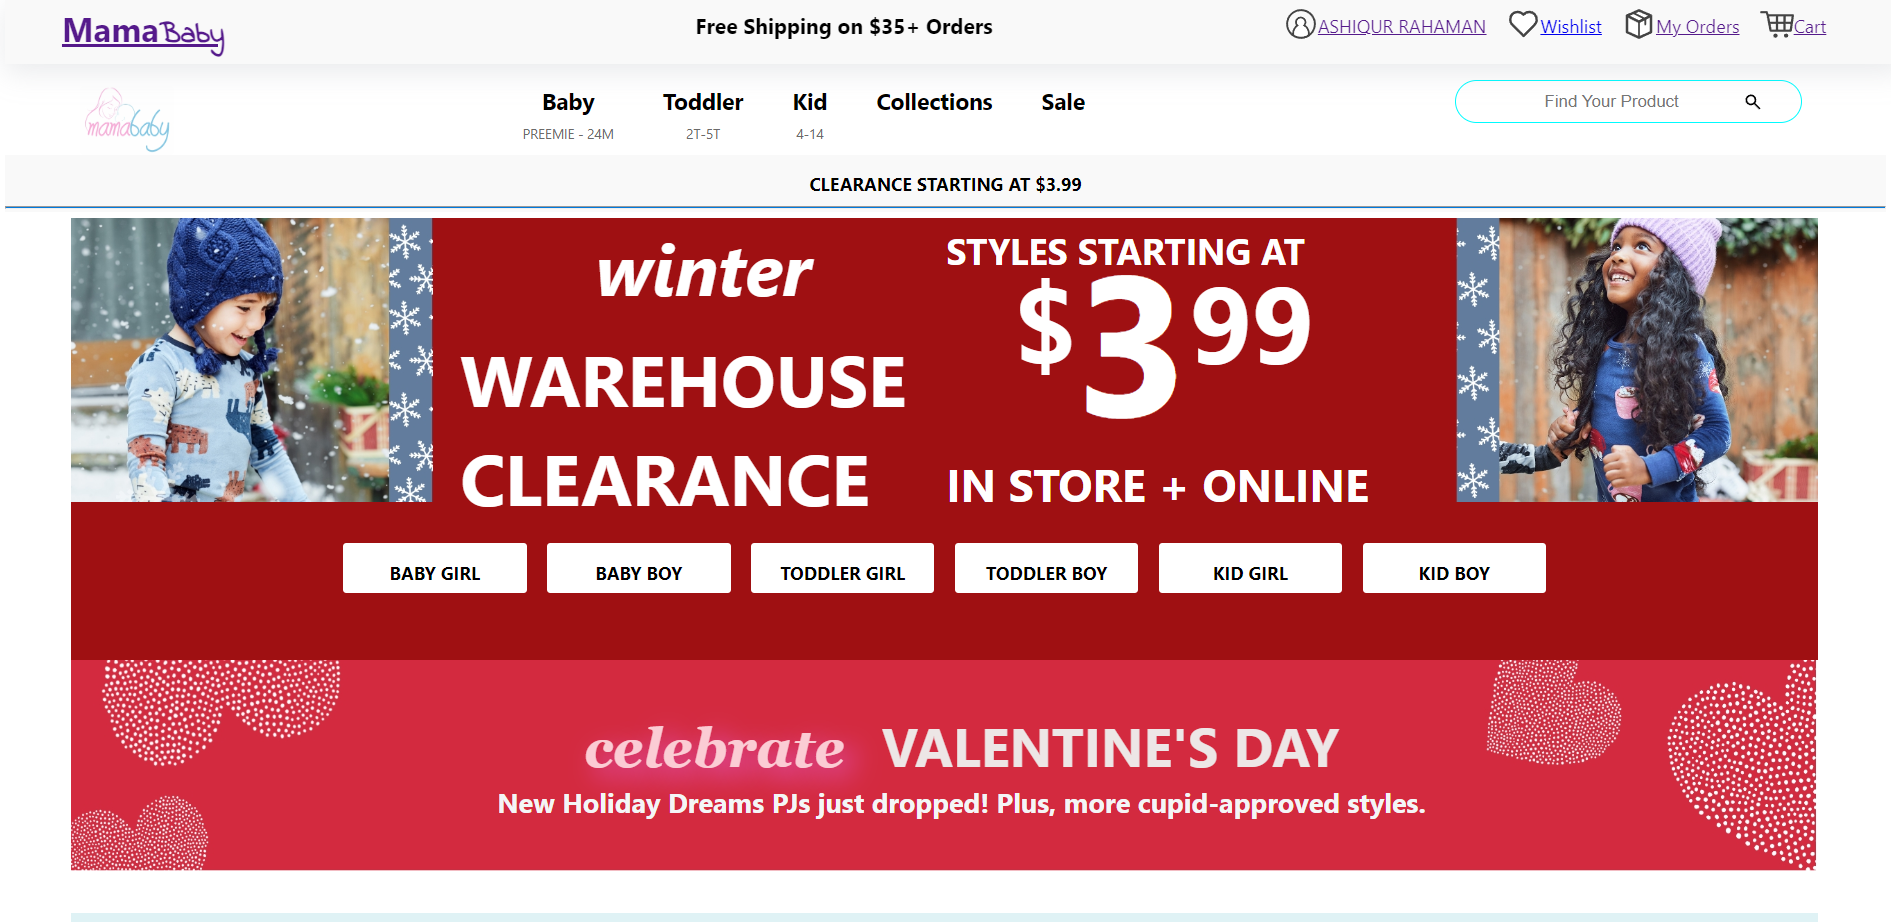 MamaBaby
Free Shipping on $35+ Orders
ASHIQUR RAHAMAN Wishlist My Orders Cart
mamababy
Baby Toddler Kid Collections Sale
PREEMIE - 24M 2T-5T 4-14
Find Your Product
CLEARANCE STARTING AT $3.99
winter
WAREHOUSE
CLEARANCE
STYLES STARTING AT
$3 99
IN STORE + ONLINE
BABY GIRL BABY BOY TODDLER GIRL TODDLER BOY KID GIRL KID BOY
celebrate VALENTINE'S DAY
New Holiday Dreams PJs just dropped! Plus, more cupid-approved styles.